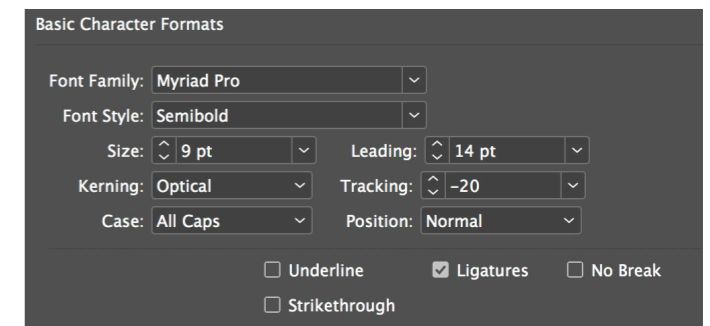 Basic Character Formats
Font Family: Myriad Pro
Font Style: Semibold
Size: 9 pt Leading: 14 pt
Kerning: Optical Tracking: -20
Case: All Caps Position: Normal
Underline Ligatures No Break
Strikethrough